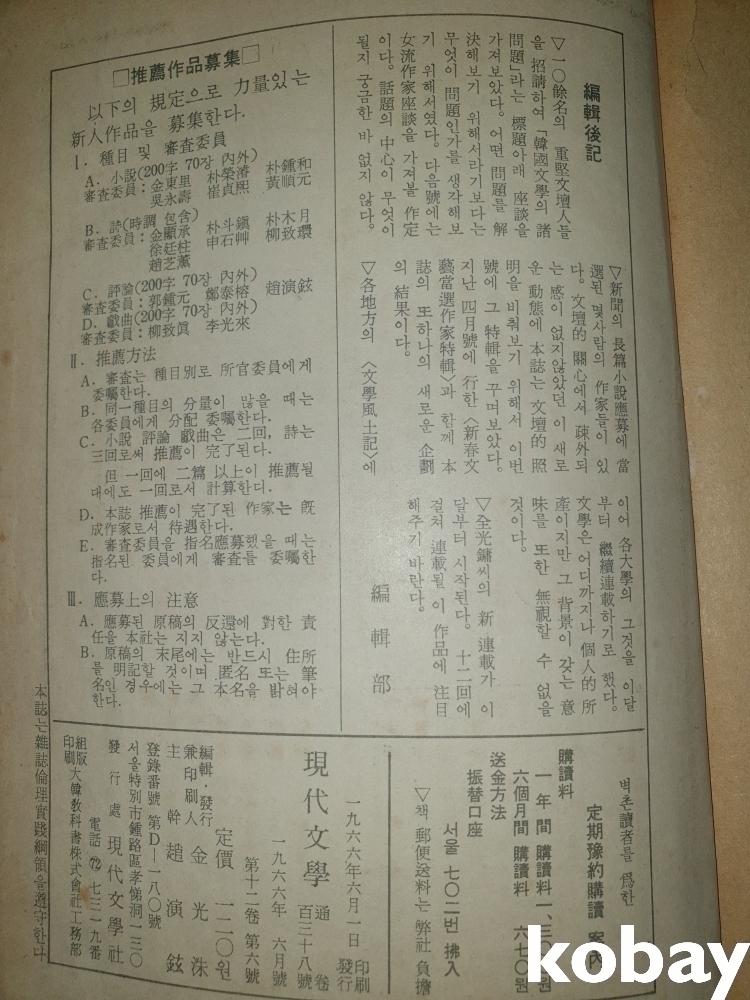 編輯後記
▽一〇餘名의 重堅文壇人들
을 招請하여「韓國文學의 諸
問題」라는 標題아래 座談을
가져보았다。 어떤 問題를 解
決해보기 위해서라기보다는
무엇이 問題인가를 생각해보
기 위해서였다。 다음號에는
女流作家座談을 가져볼 作定
이다。 話題의 中心이 무엇이
될지 궁금한 바 없지 않다。
▽新聞의 長篇小說應募에 當
選된 몇사람의 作家들이 있
다。 文壇的 關心에서 疎外되
는 感이 없지않았던 이 새로
운 動態에 本誌는 文壇的 照
明을 비춰보기 위해서 이번
號에 그 特輯을 꾸며보았다。
지난 四月號에 行한〈新春文
藝當選作家特輯〉과 함께 本
誌의 또하나의 새로운 企劃
의 結果이다。
▽各地方의 〈文學風土記〉에
이어 各大學의 그것을 이달
부터 繼續連載하기로 했다。
文學은 어디까지나 個人的 所
產이지만 그 背景이 갖는 意
味를 또한 無視할 수 없을
것이다。
▽全光鏞씨의 新 連載가 이
달부터 시작된다。 十二回에
걸쳐 連載될 이 作品에 注目
해주기 바란다。
編輯部
□推薦作品募集□
以下의 規定으로 力量있는
新人作品을 募集한다.
I. 種目 및 審査委員
A. 小說(200字 70장 內外)
審査委員：金東里 朴榮濬 朴鍾和
吳永壽 崔貞熙 黃順元
B. 詩(時調 包含)
審査委員：金顯承 朴斗鎭 朴木月
徐廷柱 申石艸 柳致環
趙芝薰
C. 評論(200字 70장 內外)
審査委員：郭鍾元 鄭泰榕 趙演鉉
D. 戱曲(200字 70장 內外)
審査委員：柳致眞 李光來
II. 推薦方法
A. 審査는 種目別로 所官委員에게
委囑한다.
B. 同一種目의 分量이 많을 때는
各委員에게 分配 委囑한다.
C. 小說 評論 戱曲은 二回, 詩는
三回로써 推薦이 完了된다.
但 一回에 二篇 以上이 推薦될
대에도 一回로서 計算한다.
D. 本誌 推薦이 完了된 作家는 既
成作家로서 待遇한다.
E. 審査委員을 指名應募했을 때는
指名된 委員에게 審査를 委囑한
다.
III. 應募上의 注意
A. 應募된 原稿의 反還에 對한 責
任을 本社는 지지 않는다.
B. 原稿의 末尾에는 반드시 住所
를 明記할 것이며 匿名 또는 筆
名인 경우에는 그 本名을 밝혀야
한다.
벽촌讀者를 爲한
定期豫約購讀 案內
購讀料
一年間 購讀料 一、三〇〇원
六個月間 購讀料 六七〇원
送金方法
振替口座
서울 七〇二번 拂入
▽책 郵便送料는 弊社 負擔
一九六六年六月一日 印刷 發行
現代文學 通卷 百三十八號
一九六六年 六月號
第十二卷 第六號
定價 一二〇원
編輯・發行 兼印刷人 金光洙
主幹 趙演鉉
登錄番號 第D—一八〇號
서울特別市鍾路區孝悌洞一三〇
發行處 現代文學社
電話 72 七三一九番
組版 印刷 大韓敎科書株式會社工務部
本誌는雜誌倫理實踐綱領을遵守한다
kobay